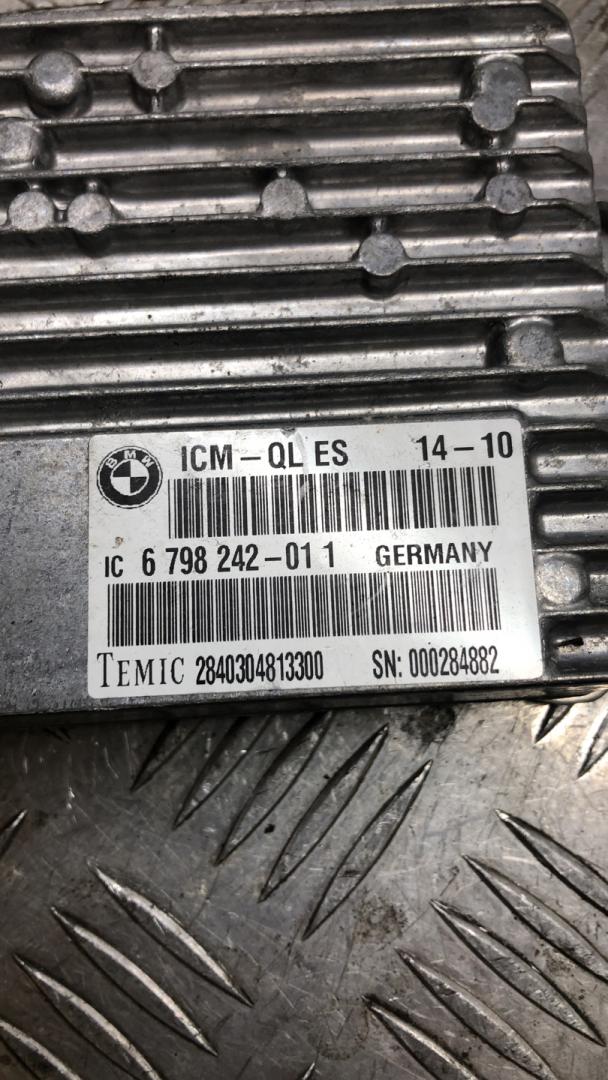 BMW
ICM-QL ES 14-10
IC 6 798 242-01 1 GERMANY
TEMIC 2840304813300 SN: 000284882